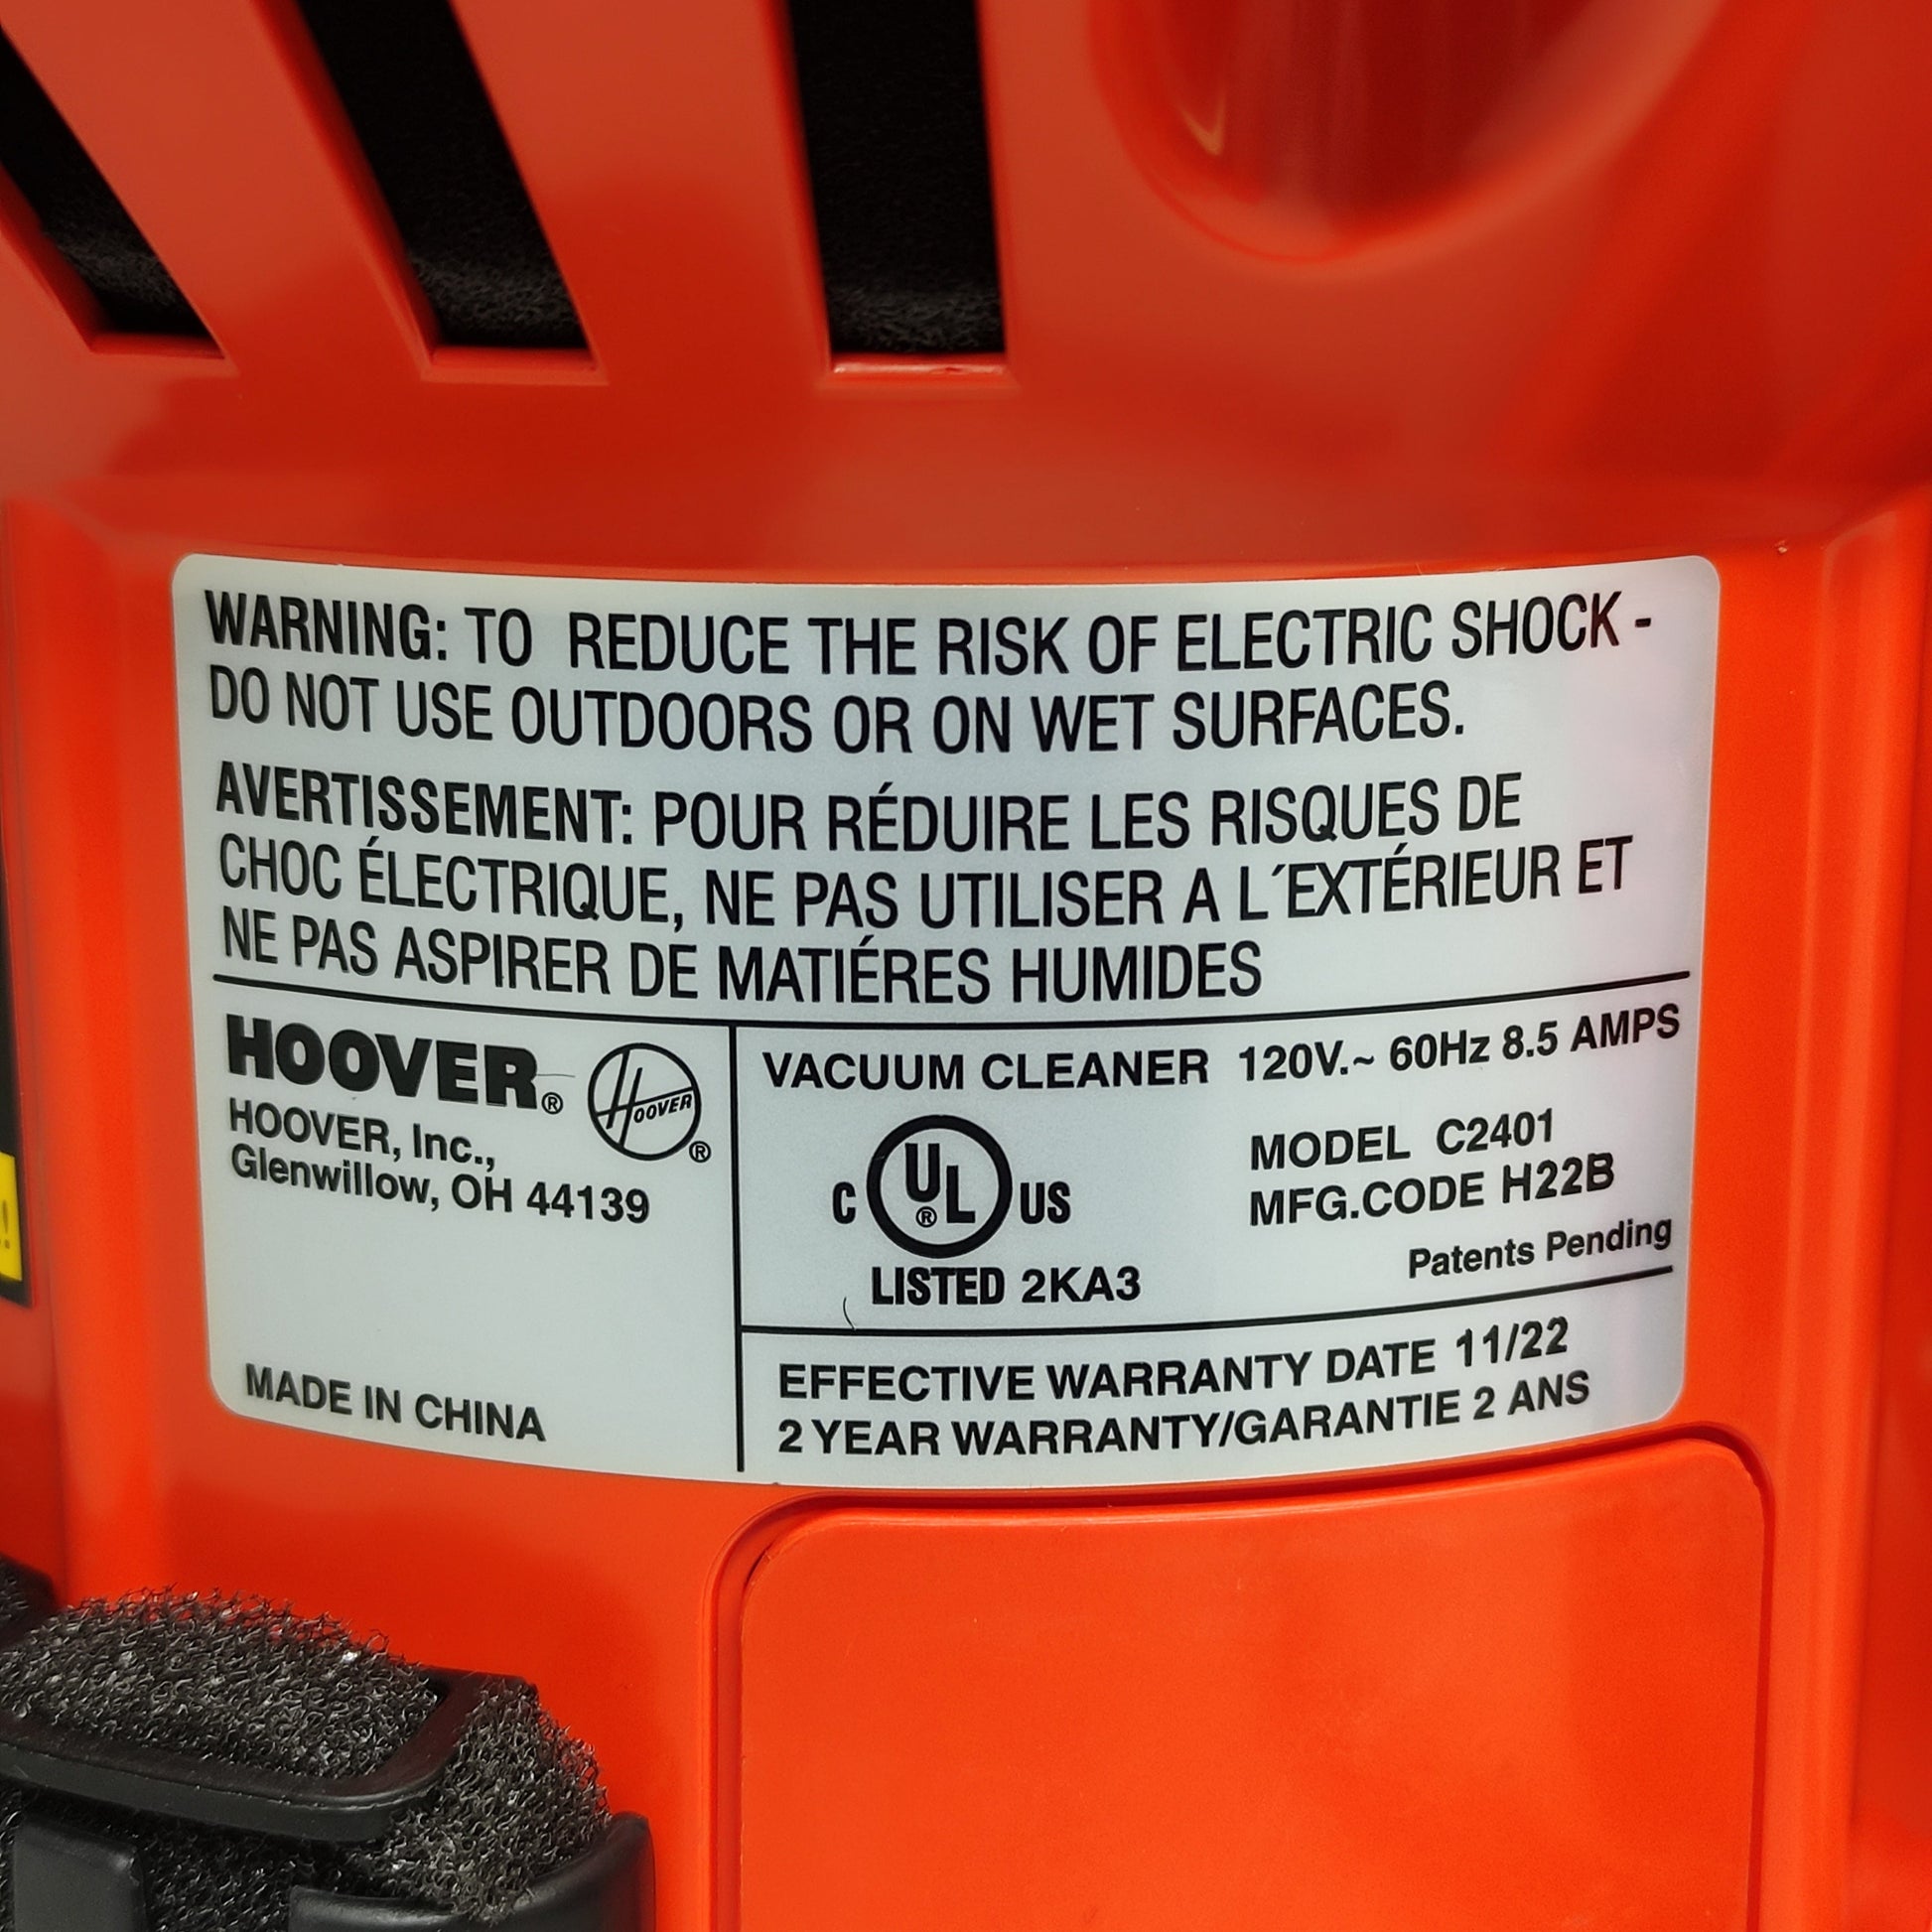 WARNING: TO REDUCE THE RISK OF ELECTRIC SHOCK -
DO NOT USE OUTDOORS OR ON WET SURFACES.
AVERTISSEMENT: POUR RÉDUIRE LES RISQUES DE
CHOC ÉLECTRIQUE, NE PAS UTILISER A L´EXTÉRIEUR ET
NE PAS ASPIRER DE MATIÉRES HUMIDES
HOOVER®
HOOVER ®
HOOVER, Inc.,
Glenwillow, OH 44139
MADE IN CHINA
VACUUM CLEANER 120V.~ 60Hz 8.5 AMPS
C UL® US
LISTED 2KA3
MODEL C2401
MFG.CODE H22B
Patents Pending
EFFECTIVE WARRANTY DATE 11/22
2 YEAR WARRANTY/GARANTIE 2 ANS
!